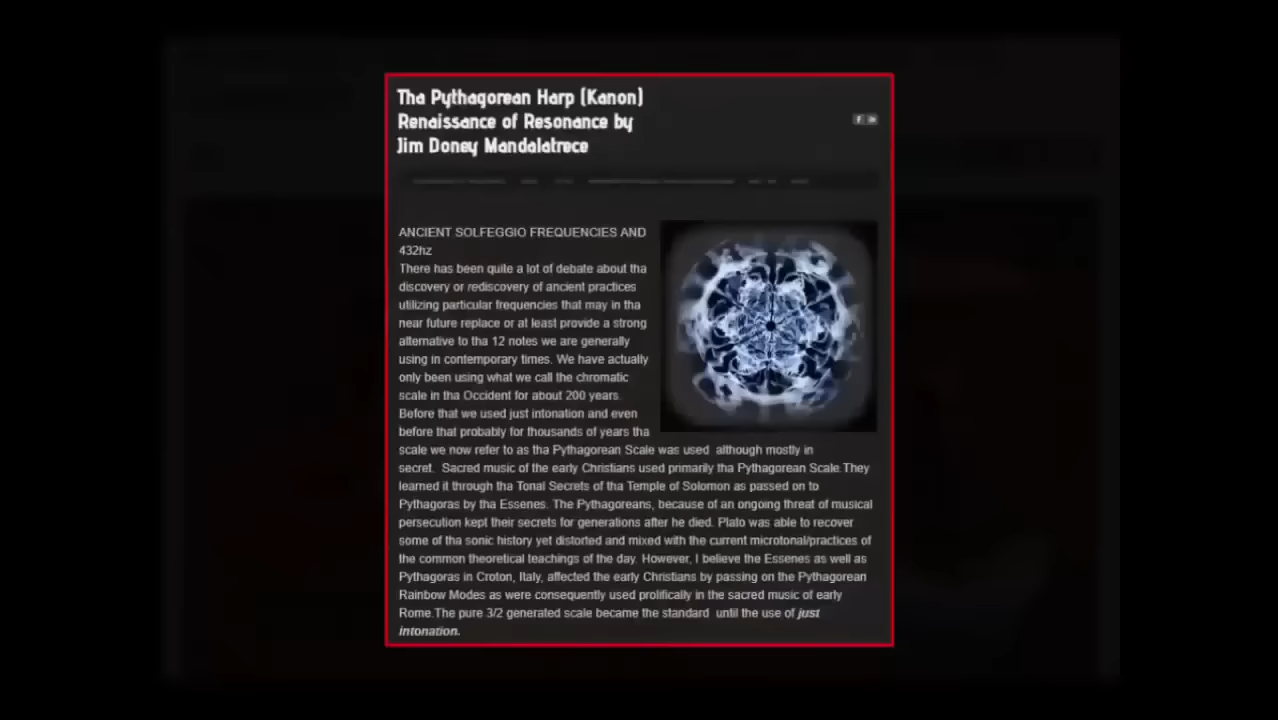 Tha Pythagorean Harp (Kanon)
Renaissance of Resonance by
Jim Doney Mandalatrece
ANCIENT SOLFEGGIO FREQUENCIES AND
432hz
There has been quite a lot of debate about tha
discovery or rediscovery of ancient practices
utilizing particular frequencies that may in tha
near future replace or at least provide a strong
alternative to tha 12 notes we are generally
using in contemporary times. We have actually
only been using what we call the chromatic
scale in tha Occident for about 200 years.
Before that we used just intonation and even
before that probably for thousands of years tha
scale we now refer to as tha Pythagorean Scale was used although mostly in
secret. Sacred music of the early Christians used primarily tha Pythagorean Scale.They
learned it through tha Tonal Secrets of tha Temple of Solomon as passed on to
Pythagoras by tha Essenes. The Pythagoreans, because of an ongoing threat of musical
persecution kept their secrets for generations after he died. Plato was able to recover
some of tha sonic history yet distorted and mixed with the current microtonal/practices of
the common theoretical teachings of the day. However, I believe the Essenes as well as
Pythagoras in Croton, Italy, affected the early Christians by passing on the Pythagorean
Rainbow Modes as were consequently used prolifically in the sacred music of early
Rome.The pure 3/2 generated scale became the standard until the use of just
intonation.